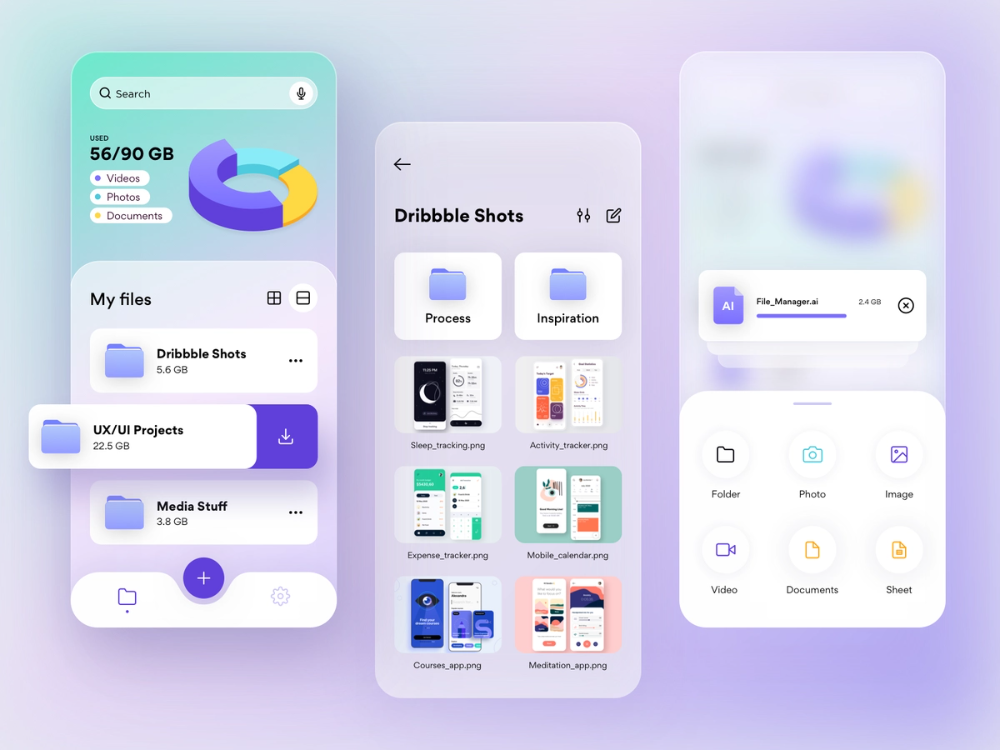 Search
USED
56/90 GB
Videos
Photos
Documents
My files
Dribbble Shots
5.6 GB
UX/UI Projects
22.5 GB
Media Stuff
3.8 GB
Dribbble Shots
Process
Inspiration
Sleep_tracking.png
Activity_tracker.png
Expense_tracker.png
Mobile_calendar.png
Courses_app.png
Meditation_app.png
AI
File_Manager.ai
2.4 GB
Folder
Photo
Image
Video
Documents
Sheet